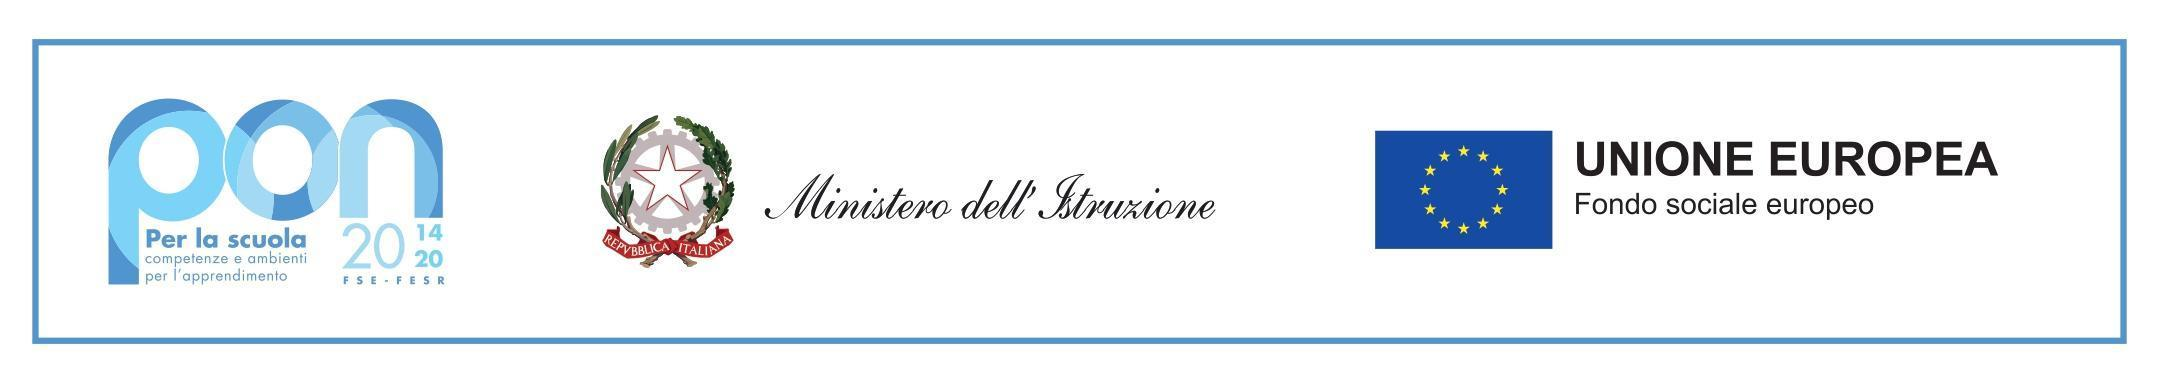 pon
Per la scuola
competenze e ambienti
per l'apprendimento
20 14
20
FSE-FESR
REPVBBLICA ITALIANA
Ministero dell'Istruzione
UNIONE EUROPEA
Fondo sociale europeo